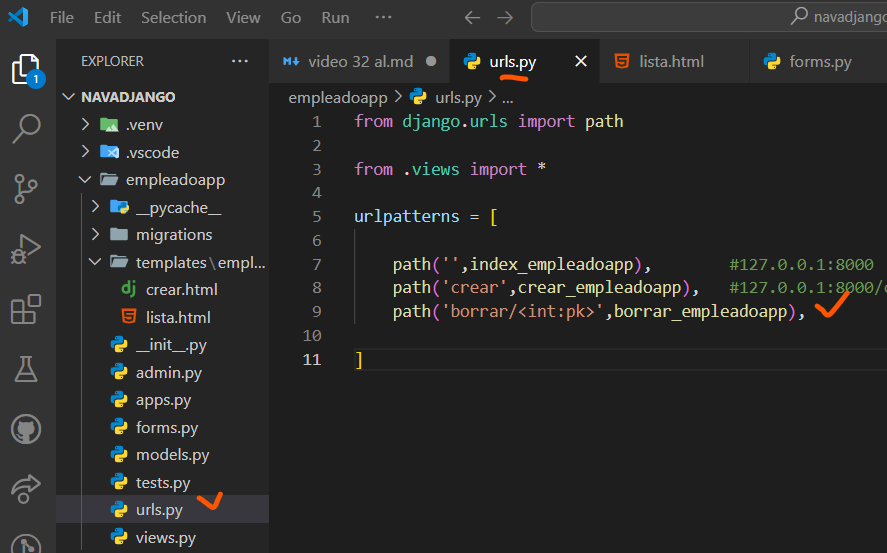 File Edit Selection View Go Run ··· navadjango
EXPLORER ···
video 32 al.md urls.py lista.html forms.py
1
NAVADJANGO
.venv
.vscode
empleadoapp
__pycache__
migrations
templates\empl...
crear.html
lista.html
__init__.py
admin.py
apps.py
forms.py
models.py
tests.py
urls.py
views.py
empleadoapp > urls.py > ...
1 from django.urls import path
2
3 from .views import *
4
5 urlpatterns = [
6
7 path('',index_empleadoapp), #127.0.0.1:8000
8 path('crear',crear_empleadoapp), #127.0.0.1:8000/
9 path('borrar/<int:pk>',borrar_empleadoapp),
10
11 ]